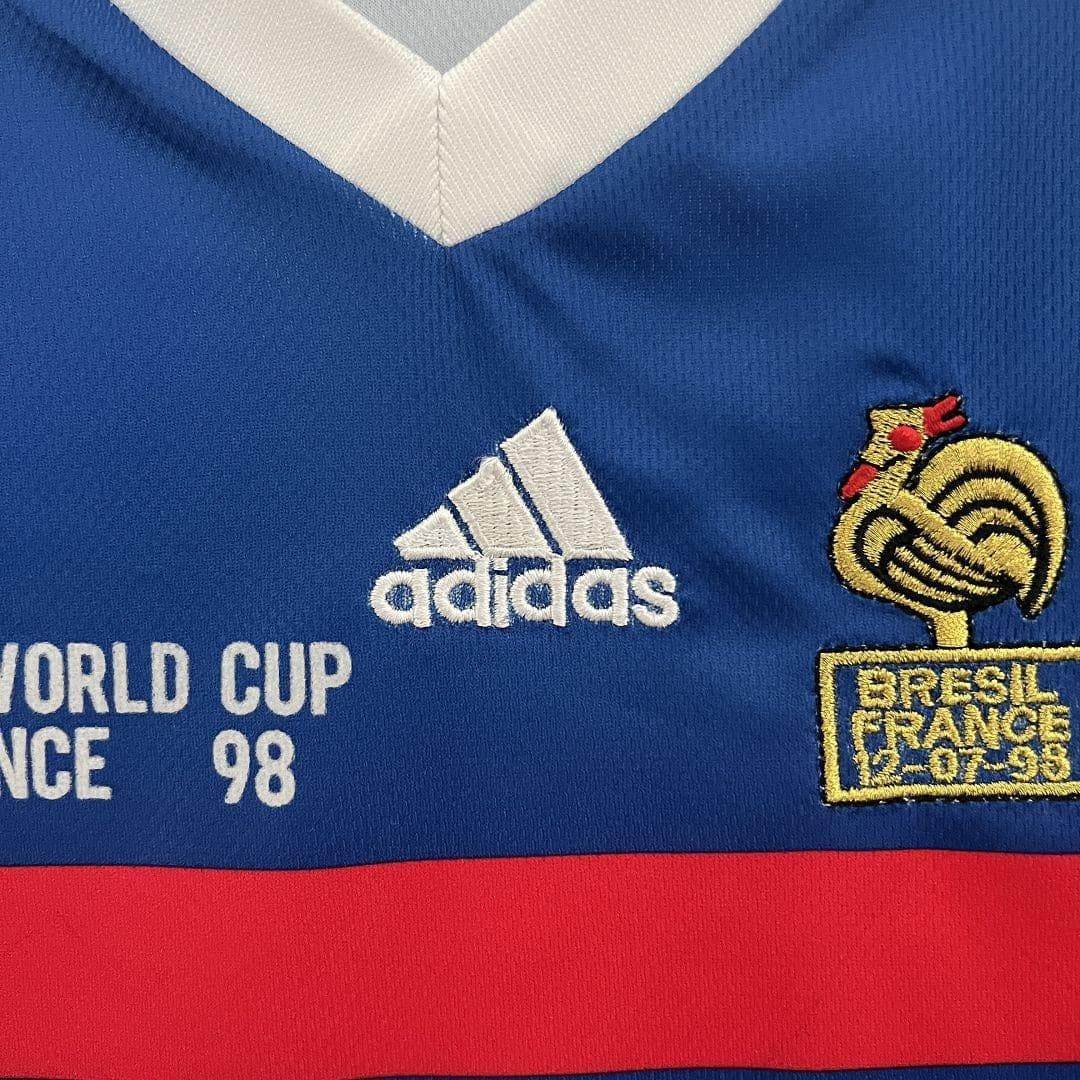 adidas
WORLD CUP
NCE 98
BRESIL
FRANCE
12-07-98